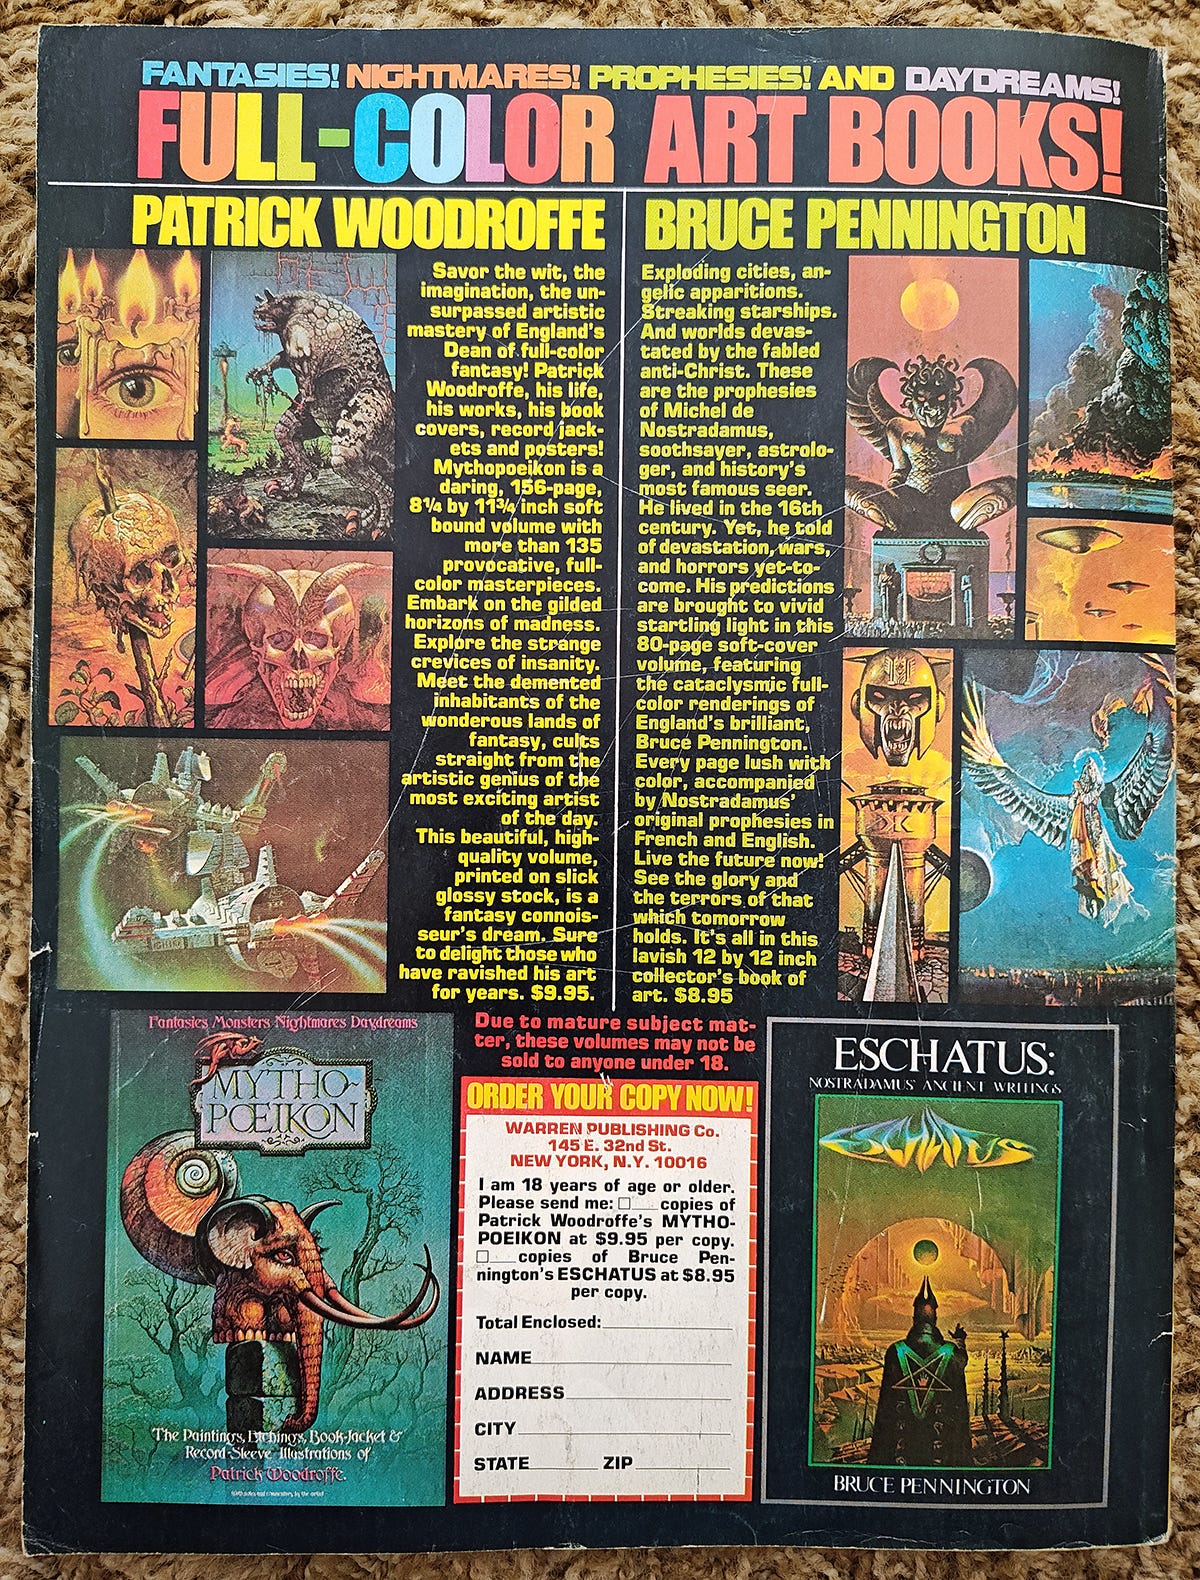 FANTASIES! NIGHTMARES! PROPHESIES! AND DAYDREAMS!
FULL-COLOR ART BOOKS!
PATRICK WOODROFFE
Savor the wit, the
imagination, the un-
surpassed artistic
mastery of England's
Dean of full-color
fantasy! Patrick
Woodroffe, his life,
his works, his book
covers, record jack-
ets and posters!
Mythopoeikon is a
daring, 156-page,
8¼ by 11¾ inch soft
bound volume with
more than 135
provocative, full-
color masterpieces.
Embark on the gilded
horizons of madness.
Explore the strange
crevices of insanity.
Meet the demented
inhabitants of the
wonderous lands of
fantasy, cults
straight from the
artistic genius of the
most exciting artist
of the day.
This beautiful, high-
quality volume,
printed on slick
glossy stock, is a
fantasy connois-
seur's dream. Sure
to delight those who
have ravished his art
for years. $9.95.
BRUCE PENNINGTON
Exploding cities, an-
gelic apparitions.
Streaking starships.
And worlds devas-
tated by the fabled
anti-Christ. These
are the prophesies
of Michel de
Nostradamus,
soothsayer, astrolo-
ger, and history's
most famous seer.
He lived in the 16th
century. Yet, he told
of devastation, wars,
and horrors yet-to-
come. His predictions
are brought to vivid
startling light in this
80-page soft-cover
volume, featuring
the cataclysmic full-
color renderings of
England's brilliant,
Bruce Pennington.
Every page lush with
color, accompanied
by Nostradamus'
original prophesies in
French and English.
Live the future now!
See the glory and
the terrors of that
which tomorrow
holds. It's all in this
lavish 12 by 12 inch
collector's book of
art. $8.95
Fantasies Monsters Nightmares Daydreams
MYTHO-
POEIKON
The Paintings, Etchings, Book-Jacket &
Record-Sleeve Illustrations of
Patrick Woodroffe.
With notes and commentary by the artist
Due to mature subject mat-
ter, these volumes may not be
sold to anyone under 18.
ORDER YOUR COPY NOW!
WARREN PUBLISHING Co.
145 E. 32nd St.
NEW YORK, N.Y. 10016
I am 18 years of age or older.
Please send me: □___ copies of
Patrick Woodroffe's MYTHO-
POEIKON at $9.95 per copy.
□___ copies of Bruce Pen-
nington's ESCHATUS at $8.95
per copy.
Total Enclosed:
NAME
ADDRESS
CITY
STATE ZIP
ESCHATUS:
NOSTRADAMUS' ANCIENT WRITINGS
ESCHATUS
BRUCE PENNINGTON